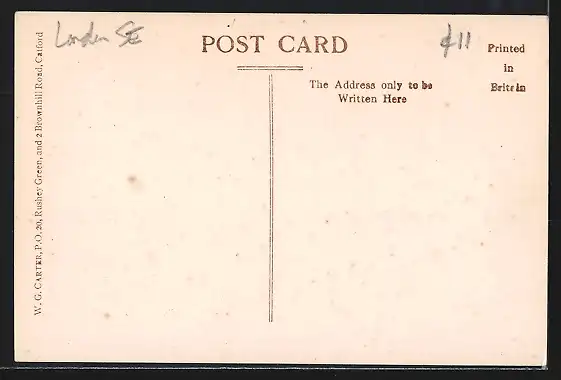 London SE
POST CARD
Printed
in
Britain
The Address only to be
Written Here
W. G. CARTER, P.O. 20, Rushey Green, and 2 Brownhill Road, Catford